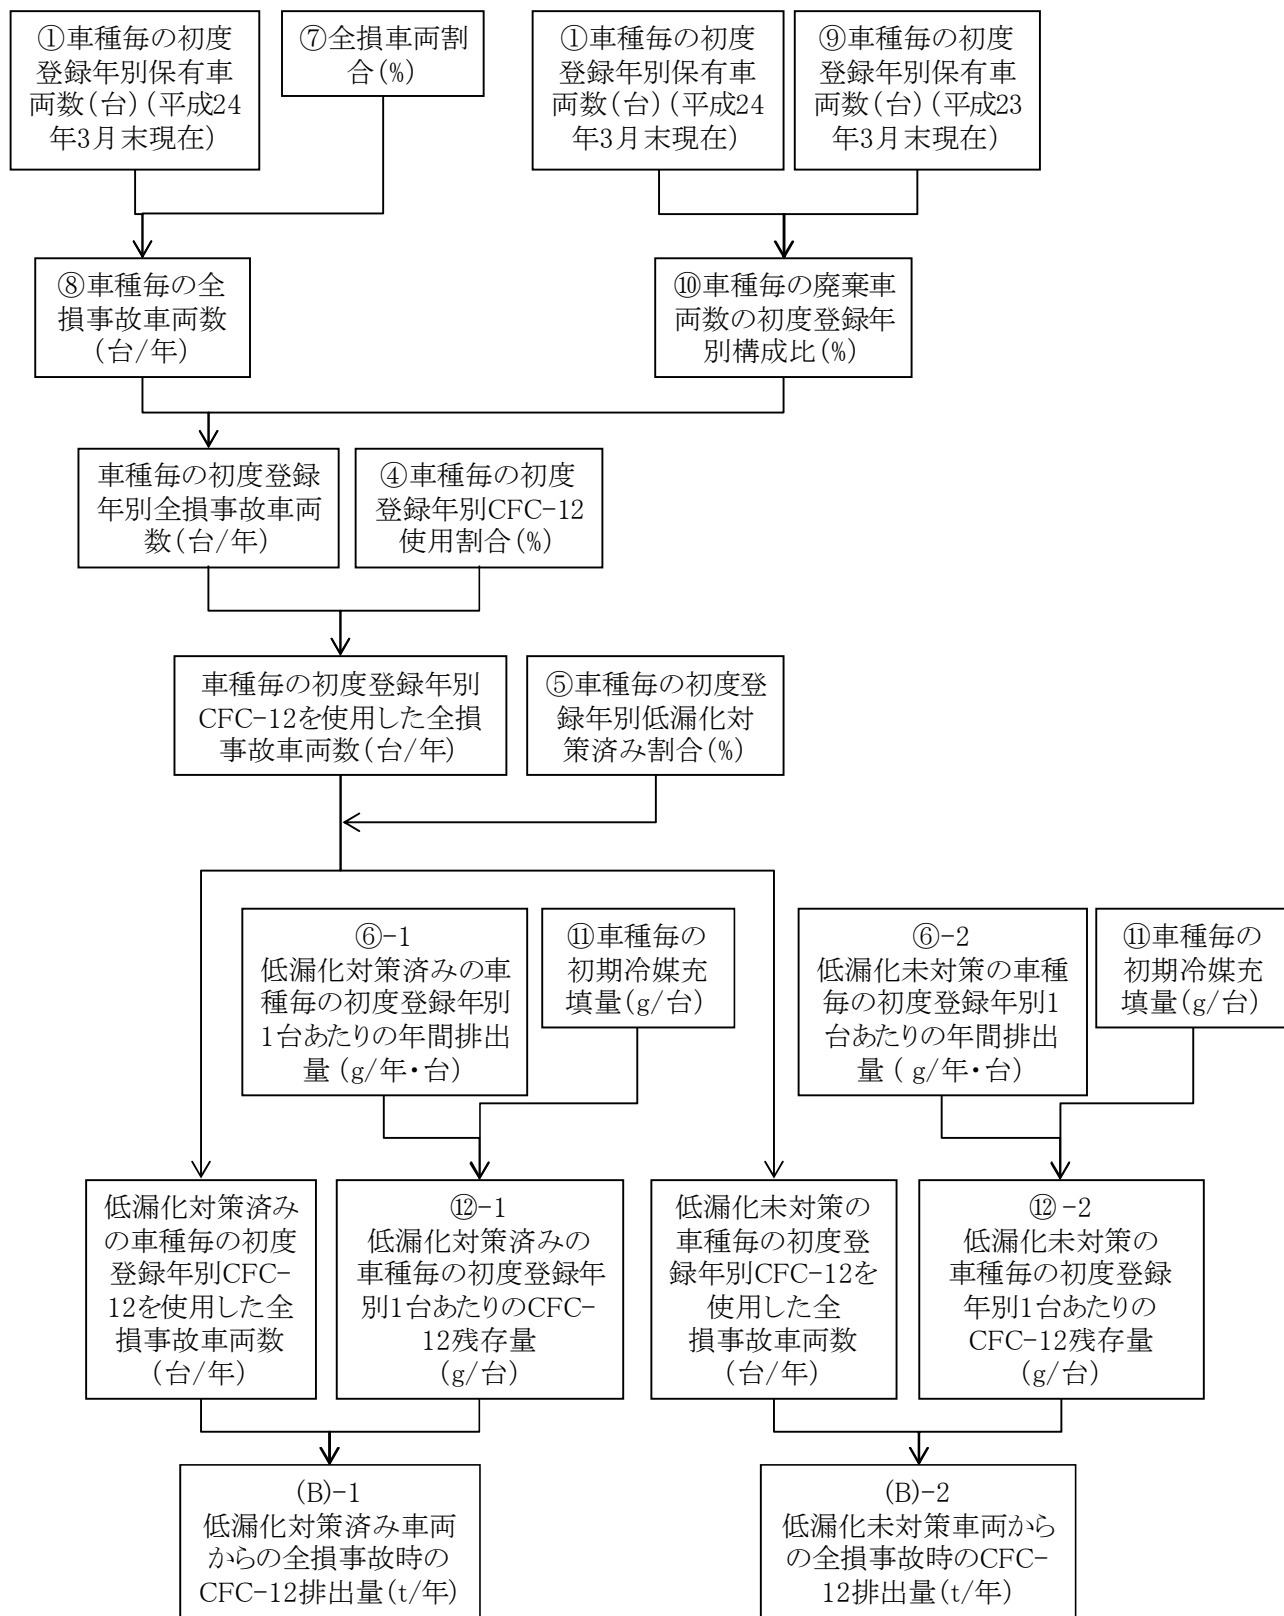 ①車種毎の初度
登録年別保有車
両数(台)(平成24
年3月末現在)
⑦全損車両割
合(%)
①車種毎の初度
登録年別保有車
両数(台)(平成24
年3月末現在)
⑨車種毎の初度
登録年別保有車
両数(台)(平成23
年3月末現在)
⑧車種毎の全
損事故車両数
(台/年)
⑩車種毎の廃棄車
両数の初度登録年
別構成比(%)
車種毎の初度登録
年別全損事故車両
数(台/年)
④車種毎の初度
登録年別CFC-12
使用割合(%)
車種毎の初度登録年別
CFC-12を使用した全損
事故車両数(台/年)
⑤車種毎の初度登
録年別低漏化対
策済み割合(%)
⑥-1
低漏化対策済みの車
種毎の初度登録年別
1台あたりの年間排出
量(g/年・台)
⑪車種毎の
初期冷媒充
填量(g/台)
⑥-2
低漏化未対策の車種
毎の初度登録年別1
台あたりの年間排出
量( g/年・台)
⑪車種毎の
初期冷媒充
填量(g/台)
低漏化対策済み
の車種毎の初度
登録年別CFC-
12を使用した全
損事故車両数
(台/年)
⑫-1
低漏化対策済みの
車種毎の初度登録年
別1台あたりのCFC-
12残存量
(g/台)
低漏化未対策の
車種毎の初度登
録年別CFC-12を
使用した全
損事故車両数
(台/年)
⑫-2
低漏化未対策の
車種毎の初度登録
年別1台あたりの
CFC-12残存量
(g/台)
(B)-1
低漏化対策済み車両
からの全損事故時の
CFC-12排出量(t/年)
(B)-2
低漏化未対策車両から
の全損事故時のCFC-
12排出量(t/年)